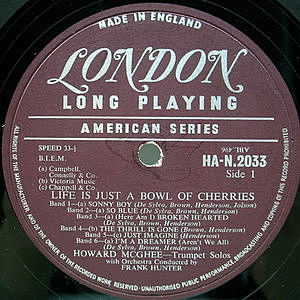 MADE IN ENGLAND
LONDON
LONG PLAYING
AMERICAN SERIES
SPEED 33⅓
B.I.E.M.
ARL.496
HA-N.2033
Side 1
(a) Campbell,
Connelly & Co.
(b) Victoria Music
(c) Chappell & Co.
LIFE IS JUST A BOWL OF CHERRIES
Band 1—a) SONNY BOY (De Sylva, Brown, Henderson, Jolson)
Band 2—a) SO BLUE (De Sylva, Brown, Henderson)
Band 3—a) (Here Am I) BROKEN HEARTED
(De Sylva, Brown, Henderson)
Band 4—b) THE THRILL IS GONE (Brown, Henderson)
Band 5—c) JUST IMAGINE (De Sylva, Brown, Henderson)
Band 6—a) I'M A DREAMER (Aren't We All)
(De Sylva, Brown, Henderson)
HOWARD McGHEE—Trumpet Solos
with Orchestra Conducted by
FRANK HUNTER
ALL RIGHTS OF THE MANUFACTURER AND OF THE OWNER OF THE RECORDED WORK RESERVED · UNAUTHORISED PUBLIC PERFORMANCE, BROADCASTING AND COPYING OF THIS RECORD PROHIBITED